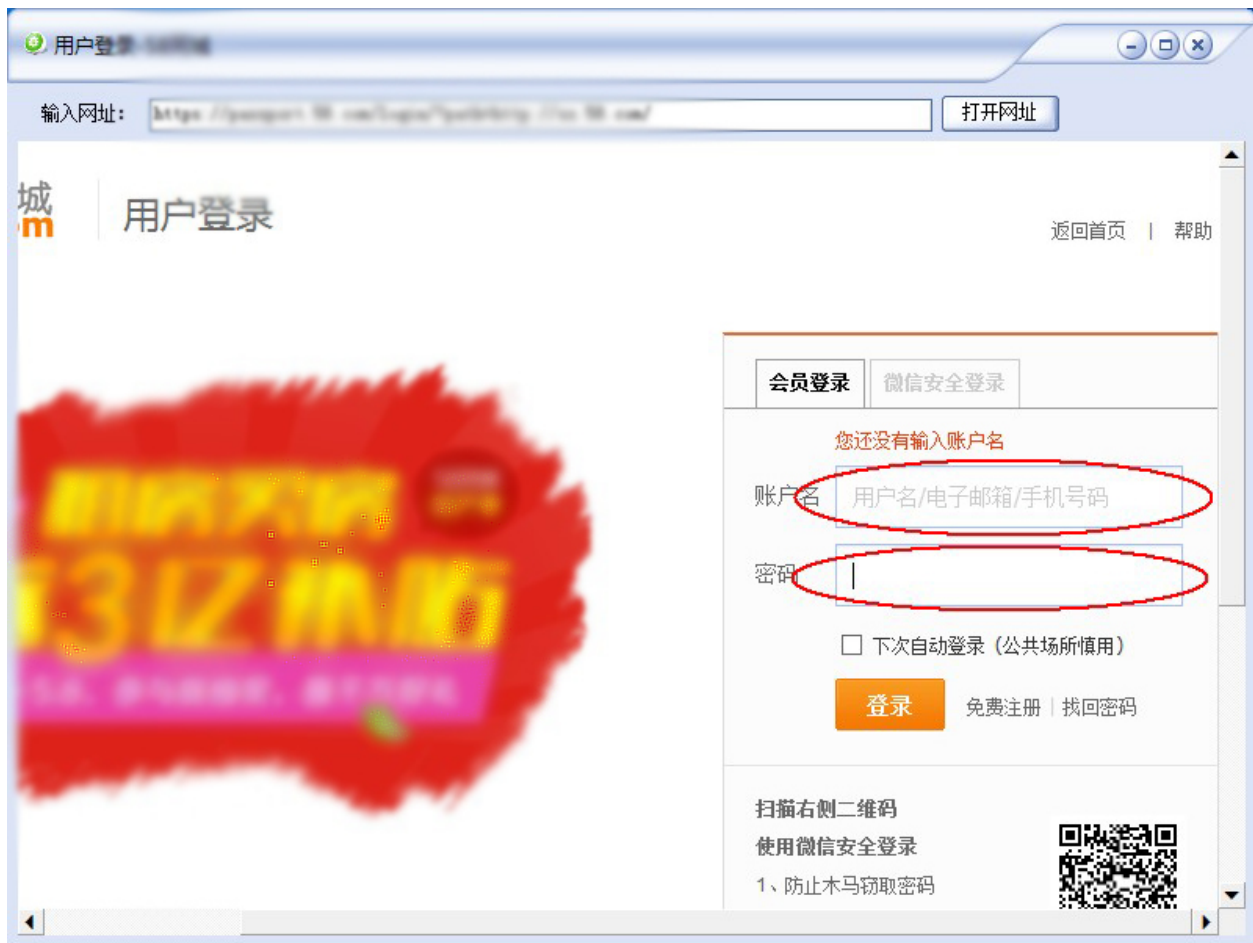 用户登录
输入网址:
打开网址
城
om
用户登录
返回首页 | 帮助
会员登录 微信安全登录
您还没有输入账户名
账户名 用户名/电子邮箱/手机号码
密码
下次自动登录(公共场所慎用)
登录 免费注册 | 找回密码
3亿
扫描右侧二维码
使用微信安全登录
1、防止木马窃取密码